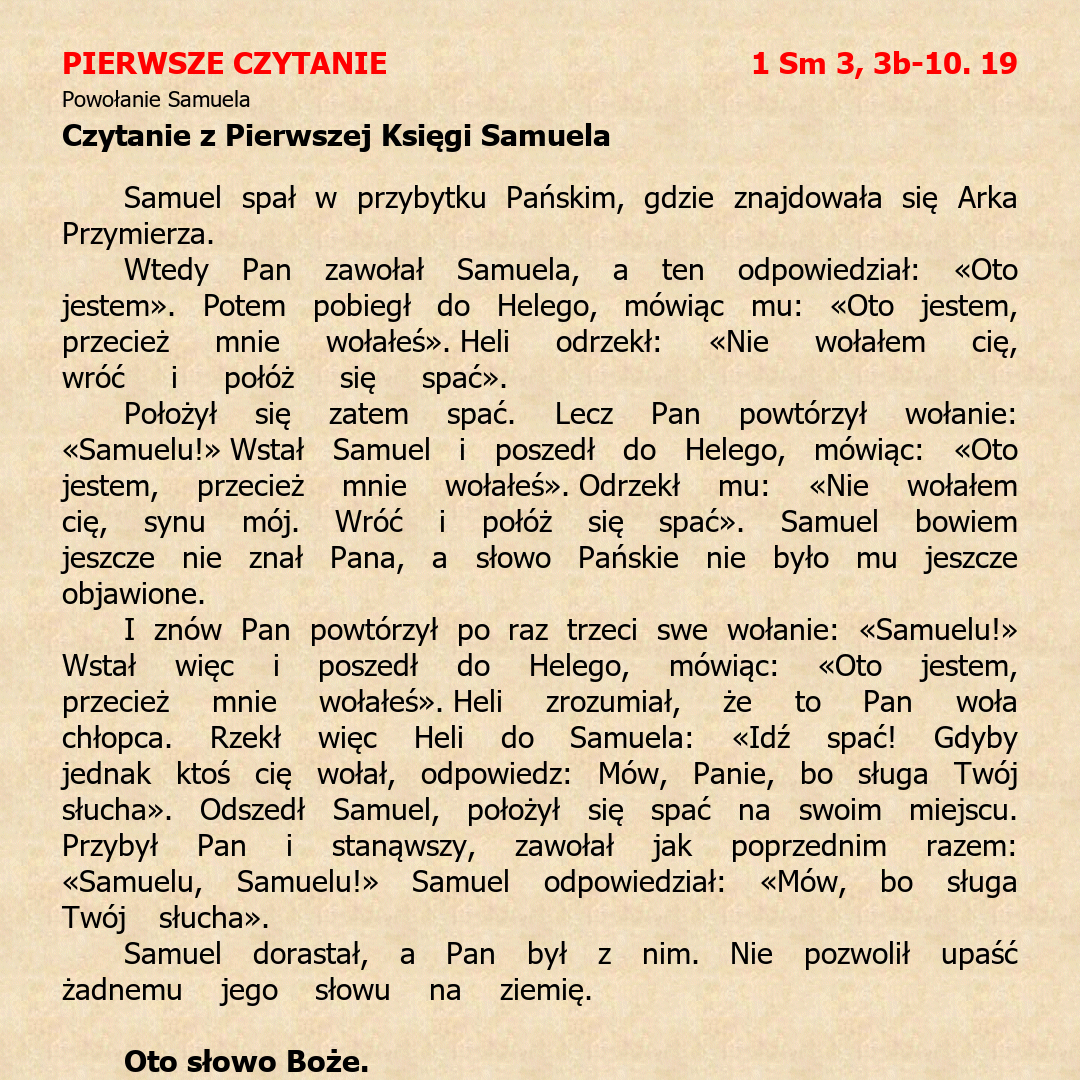 PIERWSZE CZYTANIE 1 Sm 3, 3b-10. 19
Powołanie Samuela
Czytanie z Pierwszej Księgi Samuela
Samuel spał w przybytku Pańskim, gdzie znajdowała się Arka
Przymierza.
Wtedy Pan zawołał Samuela, a ten odpowiedział: «Oto
jestem». Potem pobiegł do Helego, mówiąc mu: «Oto jestem,
przecież mnie wołałeś». Heli odrzekł: «Nie wołałem cię,
wróć i połóż się spać».
Położył się zatem spać. Lecz Pan powtórzył wołanie:
«Samuelu!» Wstał Samuel i poszedł do Helego, mówiąc: «Oto
jestem, przecież mnie wołałeś». Odrzekł mu: «Nie wołałem
cię, synu mój. Wróć i połóż się spać». Samuel bowiem
jeszcze nie znał Pana, a słowo Pańskie nie było mu jeszcze
objawione.
I znów Pan powtórzył po raz trzeci swe wołanie: «Samuelu!»
Wstał więc i poszedł do Helego, mówiąc: «Oto jestem,
przecież mnie wołałeś». Heli zrozumiał, że to Pan woła
chłopca. Rzekł więc Heli do Samuela: «Idź spać! Gdyby
jednak ktoś cię wołał, odpowiedz: Mów, Panie, bo sługa Twój
słucha». Odszedł Samuel, położył się spać na swoim miejscu.
Przybył Pan i stanąwszy, zawołał jak poprzednim razem:
«Samuelu, Samuelu!» Samuel odpowiedział: «Mów, bo sługa
Twój słucha».
Samuel dorastał, a Pan był z nim. Nie pozwolił upaść
żadnemu jego słowu na ziemię.
Oto słowo Boże.